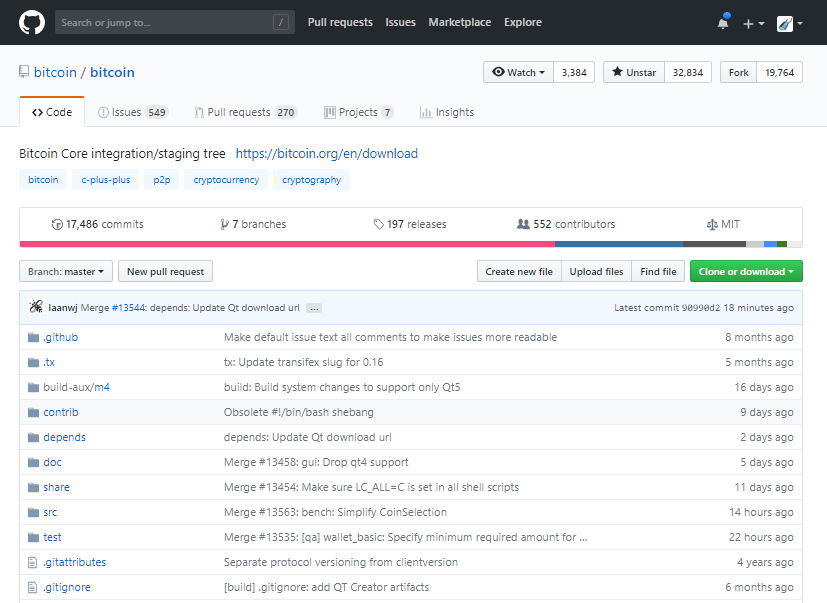 Search or jump to... / Pull requests Issues Marketplace Explore
bitcoin / bitcoin Watch 3,384 Unstar 32,834 Fork 19,764
Code Issues 549 Pull requests 270 Projects 7 Insights
Bitcoin Core integration/staging tree https://bitcoin.org/en/download
bitcoin c-plus-plus p2p cryptocurrency cryptography
17,486 commits 7 branches 197 releases 552 contributors MIT
Branch: master New pull request Create new file Upload files Find file Clone or download
laanwj Merge #13544: depends: Update Qt download url ... Latest commit 90990d2 18 minutes ago
.github Make default issue text all comments to make issues more readable 8 months ago
.tx tx: Update transifex slug for 0.16 5 months ago
build-aux/m4 build: Build system changes to support only Qt5 16 days ago
contrib Obsolete #!/bin/bash shebang 9 days ago
depends depends: Update Qt download url 2 days ago
doc Merge #13458: gui: Drop qt4 support 5 days ago
share Merge #13454: Make sure LC_ALL=C is set in all shell scripts 11 days ago
src Merge #13563: bench: Simplify CoinSelection 14 hours ago
test Merge #13535: [qa] wallet_basic: Specify minimum required amount for ... 22 hours ago
.gitattributes Separate protocol versioning from clientversion 4 years ago
.gitignore [build] .gitignore: add QT Creator artifacts 6 months ago